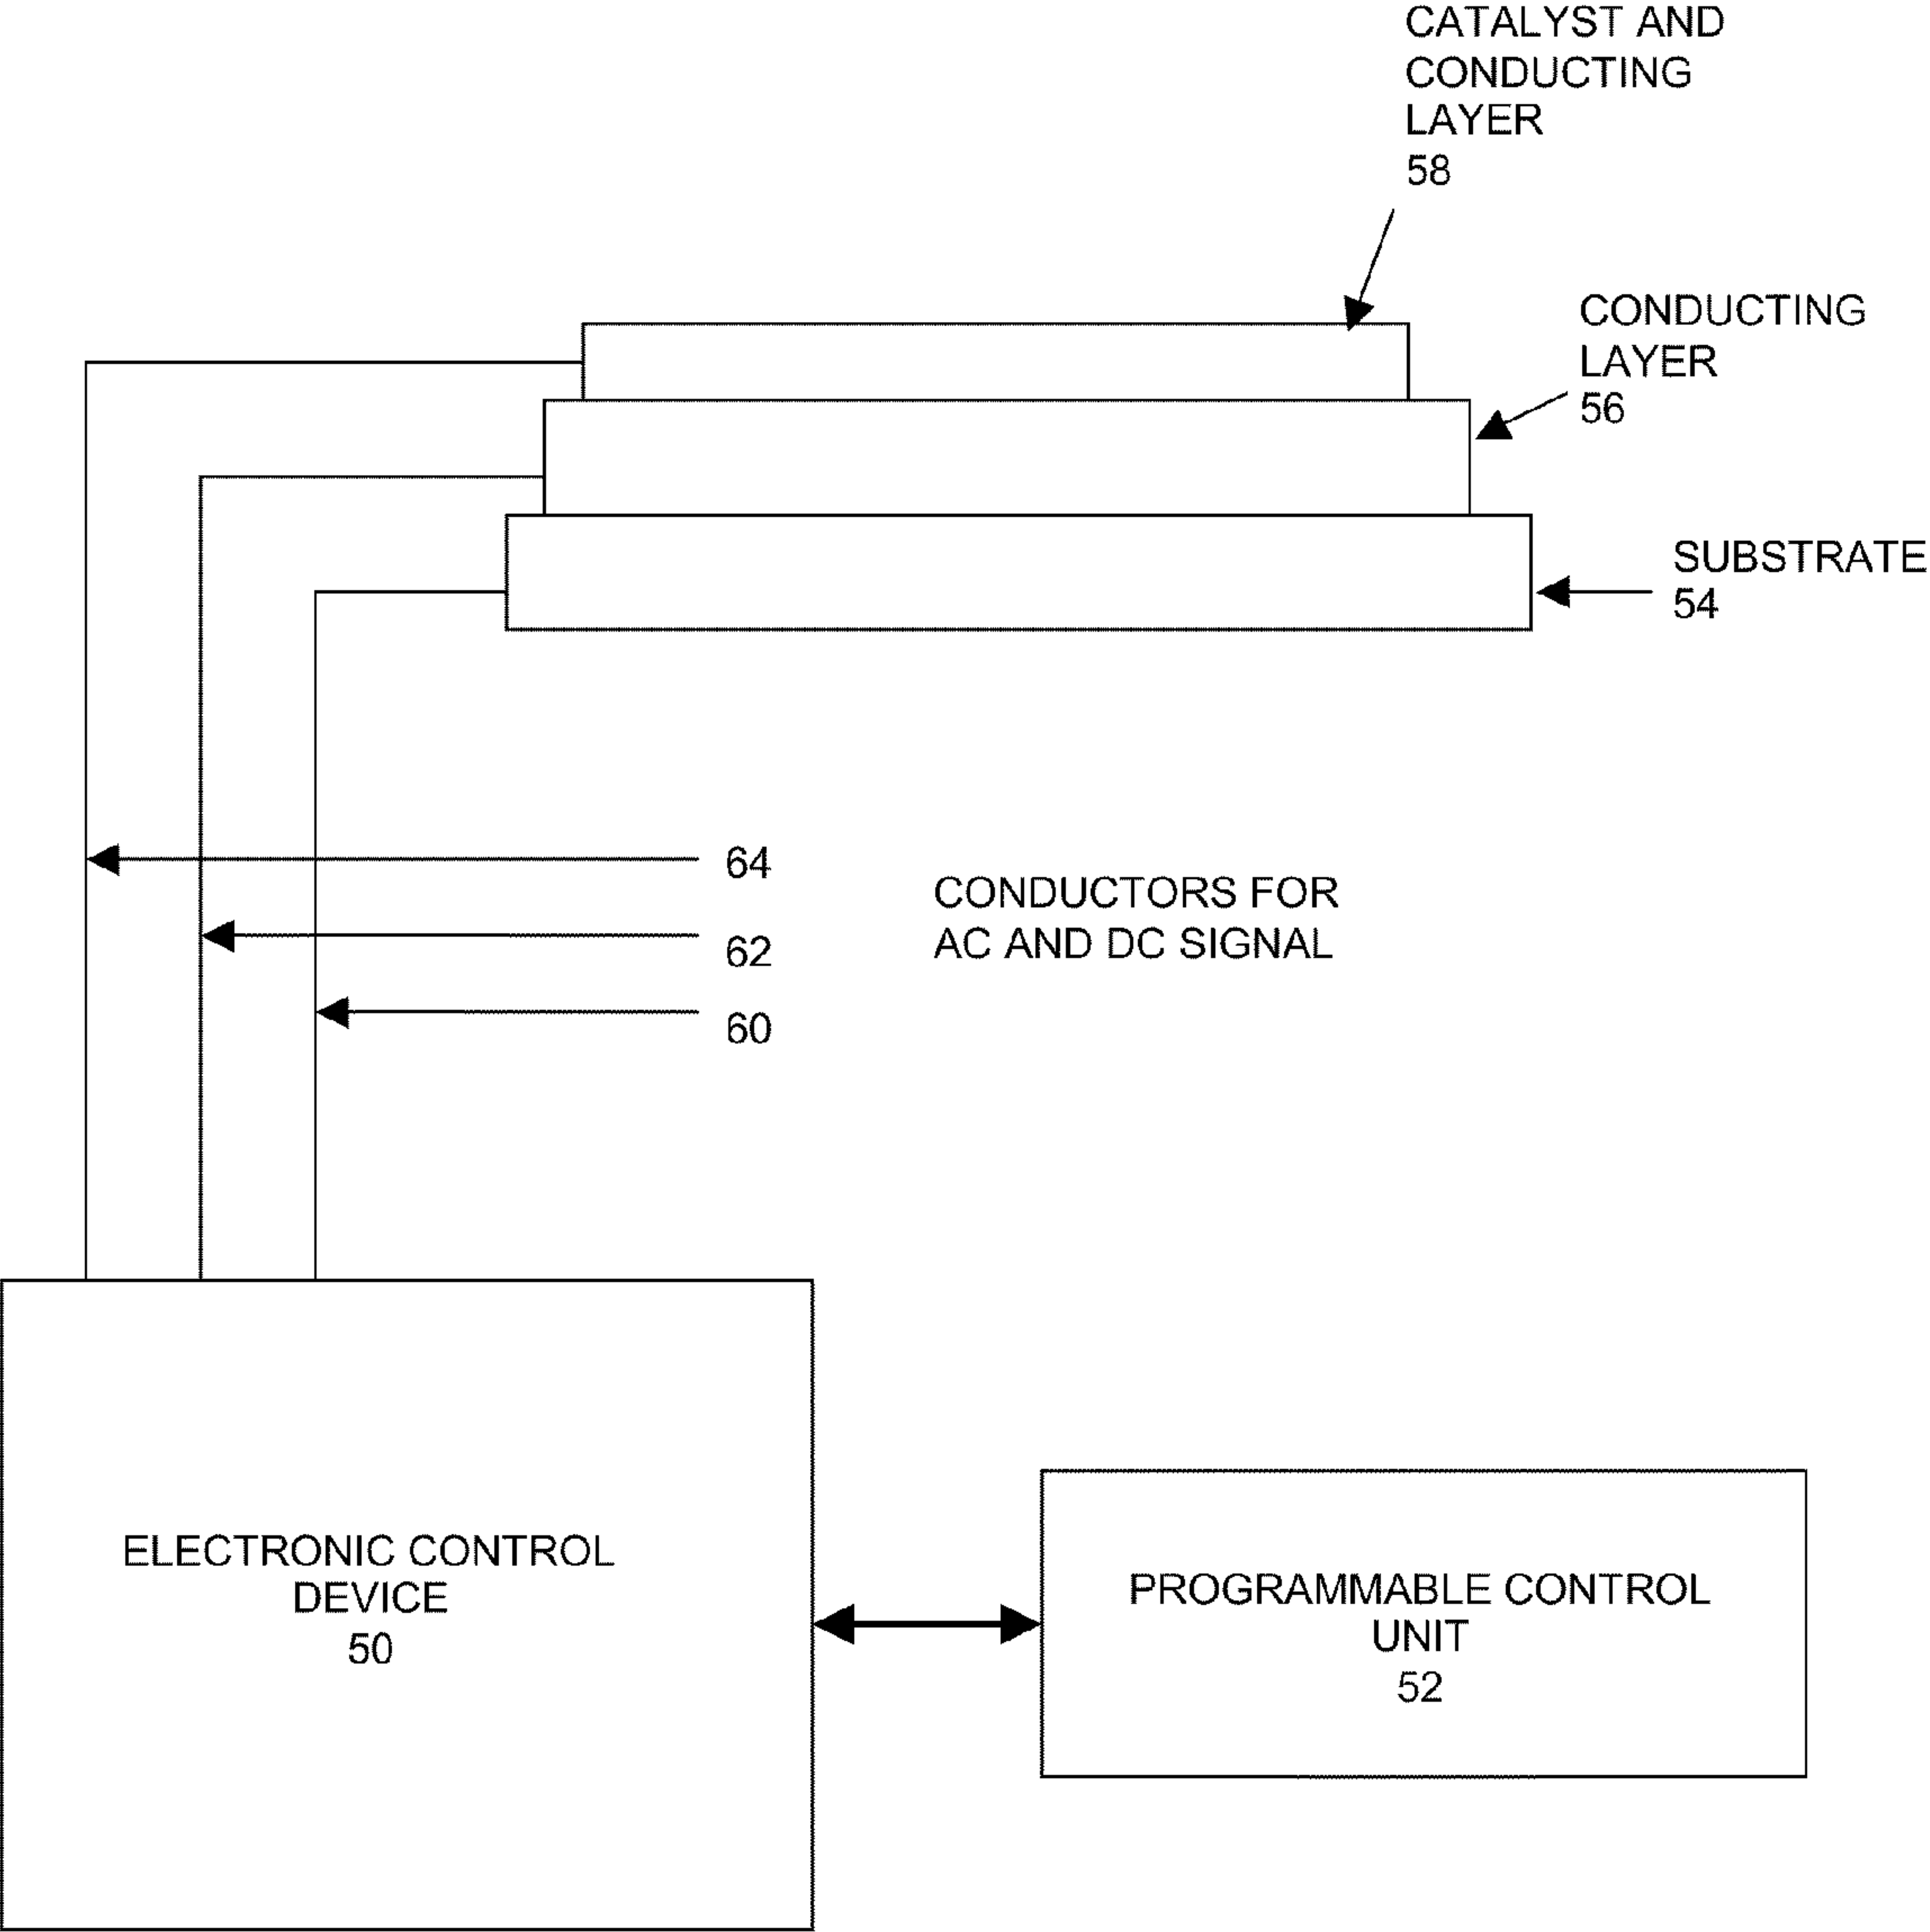 CATALYST AND
CONDUCTING
LAYER
58
CONDUCTING
LAYER
56
SUBSTRATE
54
64
62
60
CONDUCTORS FOR
AC AND DC SIGNAL
ELECTRONIC CONTROL
DEVICE
50
PROGRAMMABLE CONTROL
UNIT
52